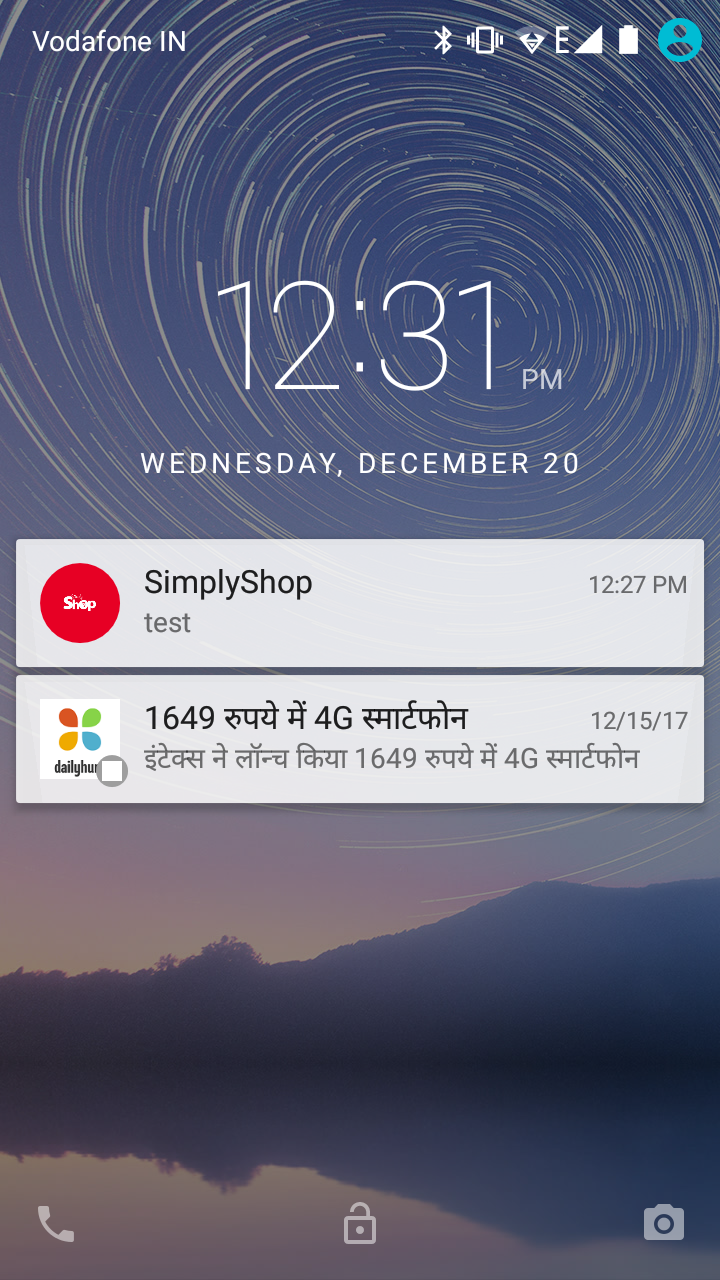 Vodafone IN
E
12:31 PM
WEDNESDAY, DECEMBER 20
Shop
SimplyShop
12:27 PM
test
1649 रुपये में 4G स्मार्टफोन
12/15/17
dailyhun
इंटेक्स ने लॉन्च किया 1649 रुपये में 4G स्मार्टफोन